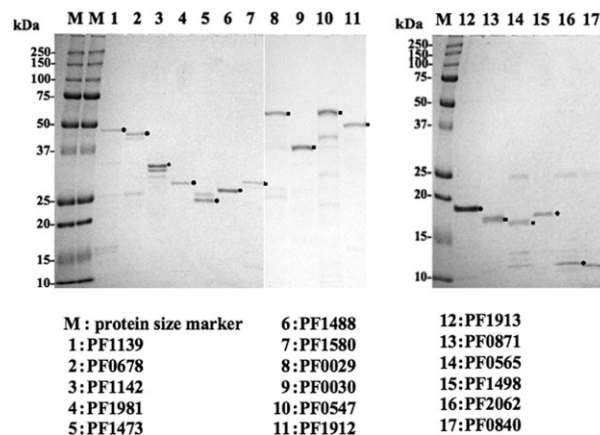 kDa
M M 1 2 3 4 5 6 7 8 9 10 11
250-
150-
100-
75-
50-
37-
25-
20-
15-
10-
kDa
M 12 13 14 15 16 17
250-
150-
100-
75-
50-
37-
25-
20-
15-
10-
M : protein size marker
1 : PF1139
2 : PF0678
3 : PF1142
4 : PF1981
5 : PF1473
6 : PF1488
7 : PF1580
8 : PF0029
9 : PF0030
10 : PF0547
11 : PF1912
12:PF1913
13:PF0871
14:PF0565
15:PF1498
16:PF2062
17:PF0840